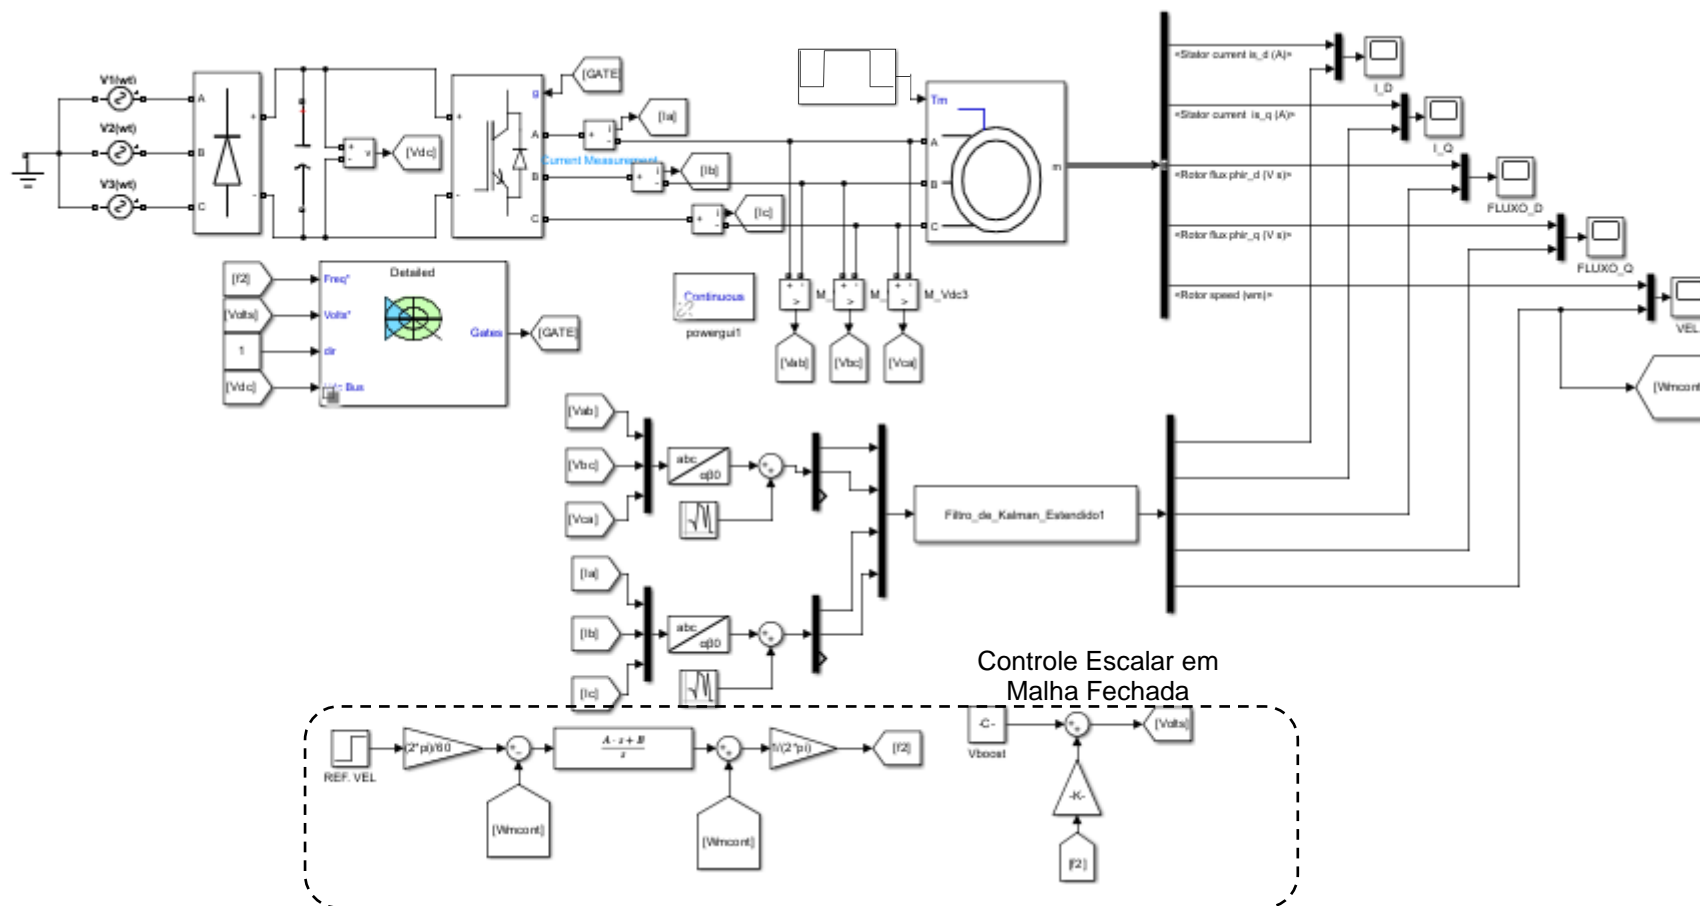 V1(wt)
V2(wt)
V3(wt)
A
B
C
+
-
+
-
v
[Vdc]
+
-
g
A
B
C
[GATE]
+
-
i
[Ia]
Current Measurement
+
-
i
[Ib]
+
-
i
[Ic]
Tm
A
B
C
m
<Stator current is_d (A)>
I_D
<Stator current is_q (A)>
I_Q
<Rotor flux phir_d (V s)>
FLUXO_D
<Rotor flux phir_q (V s)>
FLUXO_Q
<Rotor speed (wm)>
VEL
[Wmcont
[f2]
[Volts]
1
[Vdc]
Detailed
Freq*
Volts*
dir
Bus
Gates
[GATE]
Continuous
powergui1
M_
M_
M_Vdc3
[Vab]
[Vbc]
[Vca]
[Vab]
[Vbc]
[Vca]
abc
αβ0
Filtro_de_Kalman_Estendido1
[Ia]
[Ib]
[Ic]
abc
αβ0
Controle Escalar em
Malha Fechada
REF. VEL
(2*pi)/60
[Wmcont]
A · s + B
s
[Wmcont]
1/(2*pi)
[f2]
-C-
Vboost
[Volts]
-K-
[f2]